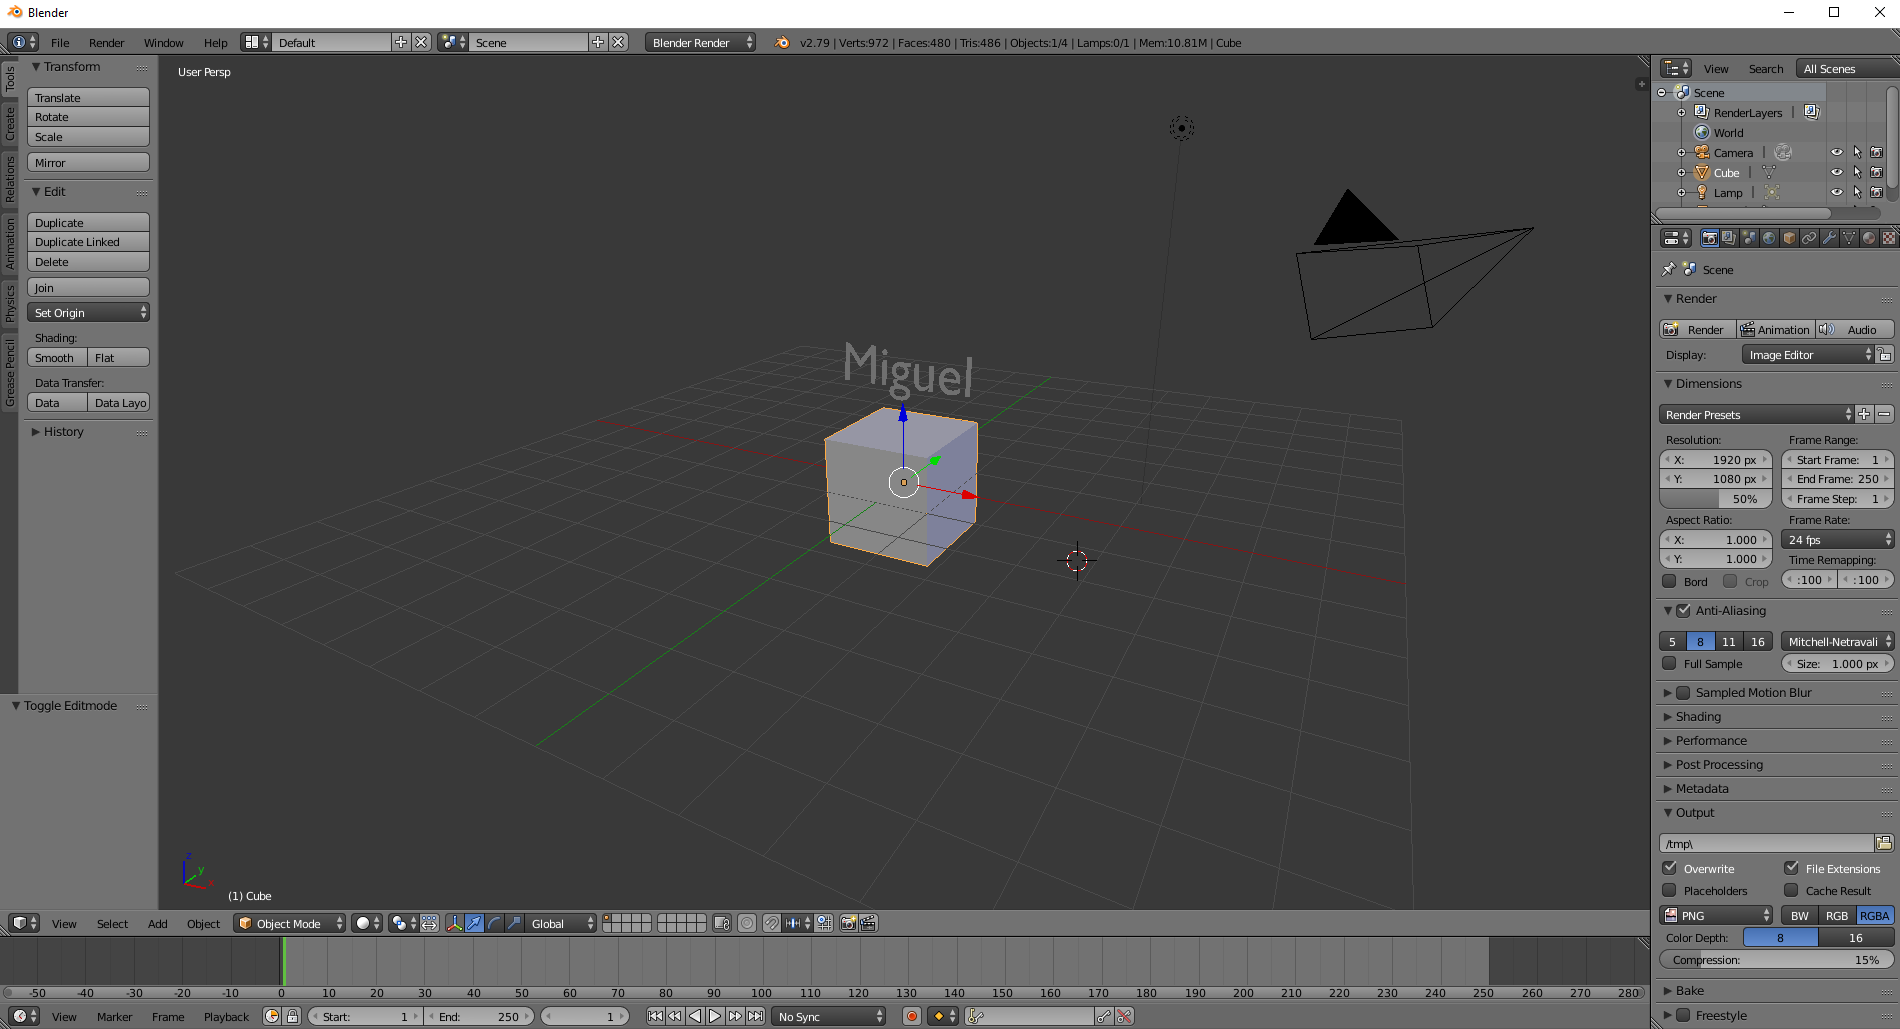 Blender
File Render Window Help Default Scene Blender Render v2.79 | Verts:972 | Faces:480 | Tris:486 | Objects:1/4 | Lamps:0/1 | Mem:10.81M | Cube
Tools
Create
Relations
Animation
Physics
Grease Pencil
Transform
Translate
Rotate
Scale
Mirror
Edit
Duplicate
Duplicate Linked
Delete
Join
Set Origin
Shading:
Smooth Flat
Data Transfer:
Data Data Layo
History
Toggle Editmode
User Persp
Miguel
z
y
x
(1) Cube
View Select Add Object Object Mode Global
-50 -40 -30 -20 -10 0 10 20 30 40 50 60 70 80 90 100 110 120 130 140 150 160 170 180 190 200 210 220 230 240 250 260 270 280
View Marker Frame Playback Start: 1 End: 250 1 No Sync
View Search All Scenes
Scene
RenderLayers |
World
Camera |
Cube |
Lamp |
Scene
Render
Render Animation Audio
Display: Image Editor
Dimensions
Render Presets
Resolution: Frame Range:
X: 1920 px Start Frame: 1
Y: 1080 px End Frame: 250
50% Frame Step: 1
Aspect Ratio: Frame Rate:
X: 1.000 24 fps
Y: 1.000 Time Remapping:
Bord Crop :100 :100
Anti-Aliasing
5 8 11 16 Mitchell-Netravali
Full Sample Size: 1.000 px
Sampled Motion Blur
Shading
Performance
Post Processing
Metadata
Output
/tmp\
Overwrite File Extensions
Placeholders Cache Result
PNG BW RGB RGBA
Color Depth: 8 16
Compression: 15%
Bake
Freestyle